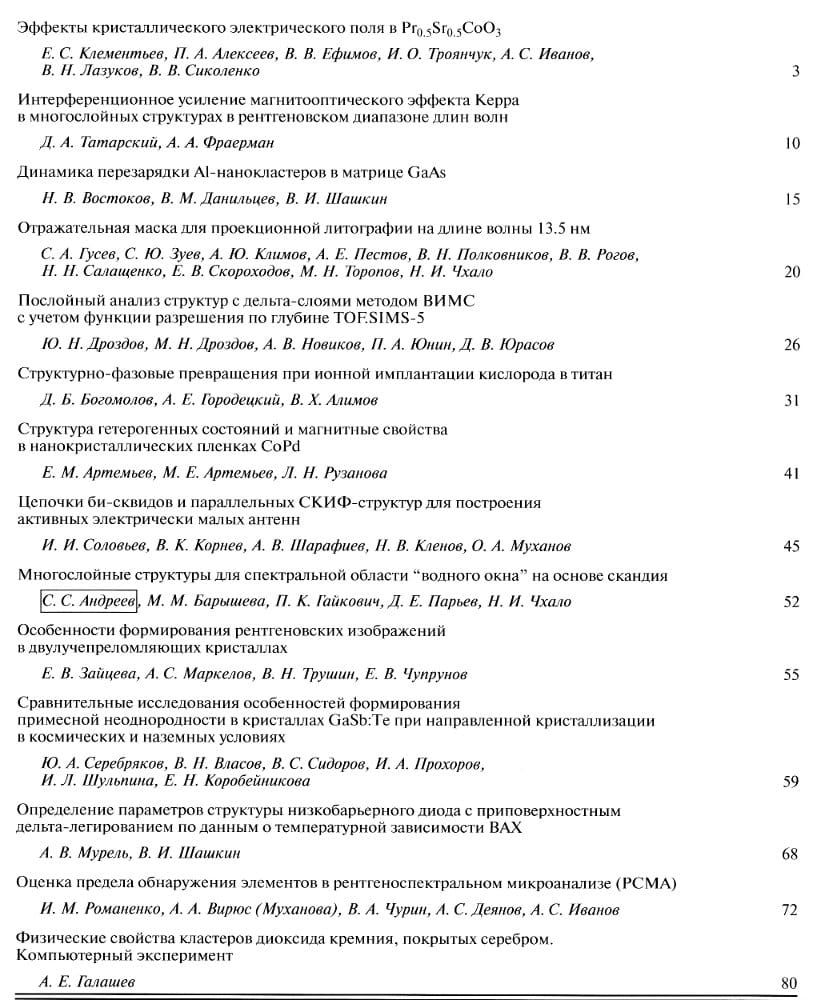 Эффекты кристаллического электрического поля в Pr₀.₅Sr₀.₅CoO₃
Е. С. Клементьев, П. А. Алексеев, В. В. Ефимов, И. О. Троянчук, А. С. Иванов,
В. Н. Лазуков, В. В. Сиколенко 3
Интерференционное усиление магнитооптического эффекта Керра
в многослойных структурах в рентгеновском диапазоне длин волн
Д. А. Татарский, А. А. Фраерман 10
Динамика перезарядки Al-нанокластеров в матрице GaAs
Н. В. Востоков, В. М. Данильцев, В. И. Шашкин 15
Отражательная маска для проекционной литографии на длине волны 13.5 нм
С. А. Гусев, С. Ю. Зуев, А. Ю. Климов, А. Е. Пестов, В. Н. Полковников, В. В. Рогов,
Н. Н. Салащенко, Е. В. Скороходов, М. Н. Торопов, Н. И. Чхало 20
Послойный анализ структур с дельта-слоями методом ВИМС
с учетом функции разрешения по глубине TOF.SIMS-5
Ю. Н. Дроздов, М. Н. Дроздов, А. В. Новиков, П. А. Юнин, Д. В. Юрасов 26
Структурно-фазовые превращения при ионной имплантации кислорода в титан
Д. Б. Богомолов, А. Е. Городецкий, В. Х. Алимов 31
Структура гетерогенных состояний и магнитные свойства
в нанокристаллических пленках CoPd
Е. М. Артемьев, М. Е. Артемьев, Л. Н. Рузанова 41
Цепочки би-сквидов и параллельных СКИФ-структур для построения
активных электрически малых антенн
И. И. Соловьев, В. К. Корнев, А. В. Шарафиев, Н. В. Кленов, О. А. Муханов 45
Многослойные структуры для спектральной области “водного окна” на основе скандия
С. С. Андреев, М. М. Барышева, П. К. Гайкович, Д. Е. Парьев, Н. И. Чхало 52
Особенности формирования рентгеновских изображений
в двулучепреломляющих кристаллах
Е. В. Зайцева, А. С. Маркелов, В. Н. Трушин, Е. В. Чупрунов 55
Сравнительные исследования особенностей формирования
примесной неоднородности в кристаллах GaSb:Te при направленной кристаллизации
в космических и наземных условиях
Ю. А. Серебряков, В. Н. Власов, В. С. Сидоров, И. А. Прохоров,
И. Л. Шульпина, Е. Н. Коробейникова 59
Определение параметров структуры низкобарьерного диода с приповерхностным
дельта-легированием по данным о температурной зависимости ВАХ
А. В. Мурель, В. И. Шашкин 68
Оценка предела обнаружения элементов в рентгеноспектральном микроанализе (РСМА)
И. М. Романенко, А. А. Вирюс (Муханова), В. А. Чурин, А. С. Деянов, А. С. Иванов 72
Физические свойства кластеров диоксида кремния, покрытых серебром.
Компьютерный эксперимент
А. Е. Галашев 80